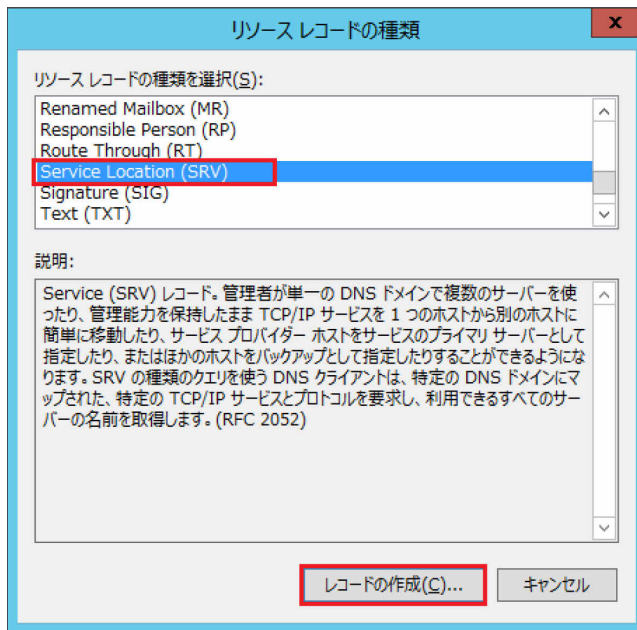 リソース レコードの種類
x
リソース レコードの種類を選択(S):
Renamed Mailbox (MR)
Responsible Person (RP)
Route Through (RT)
Service Location (SRV)
Signature (SIG)
Text (TXT)
説明:
Service (SRV) レコード。管理者が単一の DNS ドメインで複数のサーバーを使
ったり、管理能力を保持したまま TCP/IP サービスを 1 つのホストから別のホストに
簡単に移動したり、サービス プロバイダー ホストをサービスのプライマリ サーバーとして
指定したり、またはほかのホストをバックアップとして指定したりすることができるようにな
ります。SRV の種類のクエリを使う DNS クライアントは、特定の DNS ドメインにマ
ップされた、特定の TCP/IP サービスとプロトコルを要求し、利用できるすべてのサー
バーの名前を取得します。(RFC 2052)
レコードの作成(C)...
キャンセル